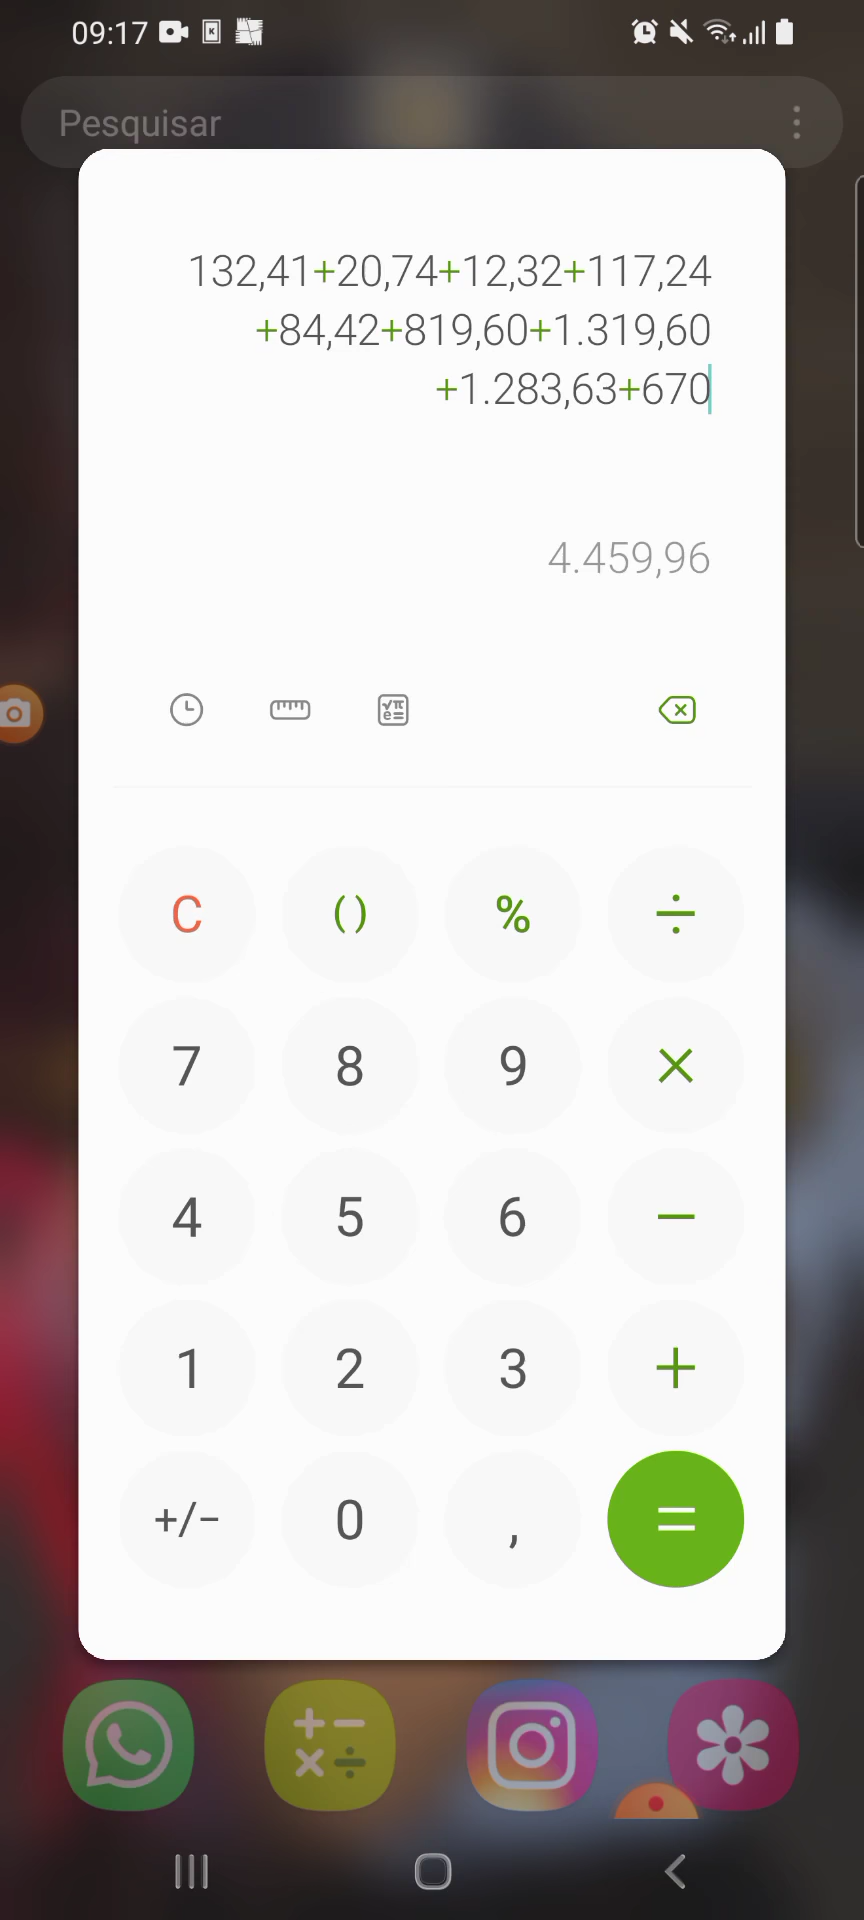 09:17
Pesquisar
132,41+20,74+12,32+117,24
+84,42+819,60+1.319,60
+1.283,63+670
4.459,96
C () % ÷
7 8 9 ×
4 5 6 −
1 2 3 +
+/− 0 , =